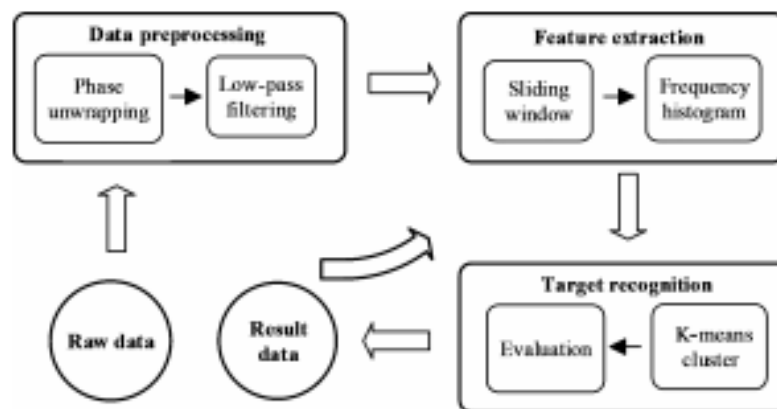 Data preprocessing
Phase
unwrapping
Low-pass
filtering
Feature extraction
Sliding
window
Frequency
histogram
Target recognition
Evaluation
K-means
cluster
Raw data
Result
data